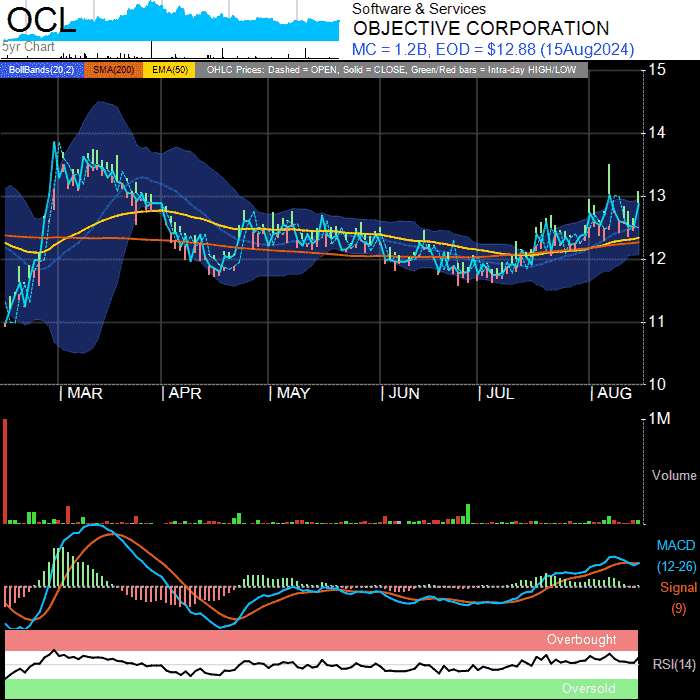 OCL
5yr Chart
Software & Services
OBJECTIVE CORPORATION
MC = 1.2B, EOD = $12.88 (15Aug2024)
BollBands(20,2) SMA(200) EMA(50) OHLC Prices: Dashed = OPEN, Solid = CLOSE, Green/Red bars = Intra-day HIGH/LOW
15
14
13
12
11
10
MAR APR MAY JUN JUL AUG
1M
Volume
MACD
(12-26)
Signal
(9)
Overbought
RSI(14)
Oversold